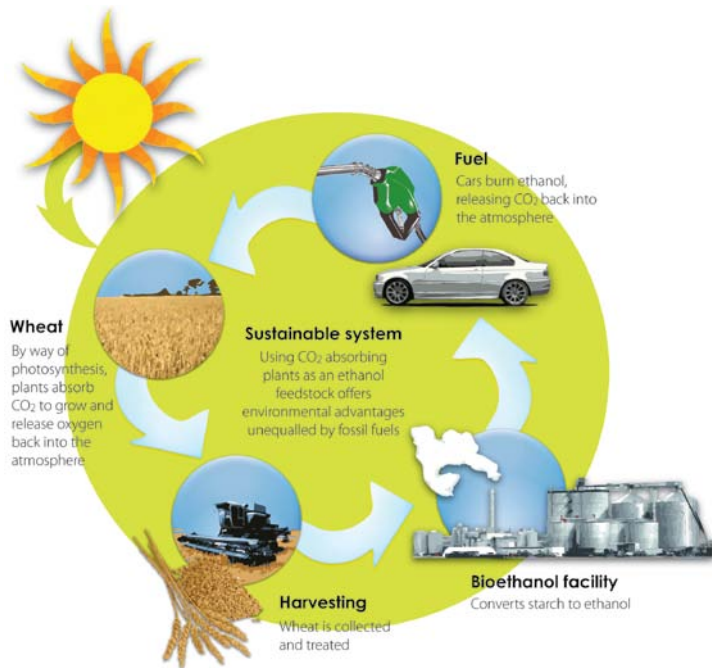 Fuel
Cars burn ethanol,
releasing CO₂ back into
the atmosphere
Wheat
By way of
photosynthesis,
plants absorb
CO₂ to grow and
release oxygen
back into the
atmosphere
Sustainable system
Using CO₂ absorbing
plants as an ethanol
feedstock offers
environmental advantages
unequalled by fossil fuels
Harvesting
Wheat is collected
and treated
Bioethanol facility
Converts starch to ethanol